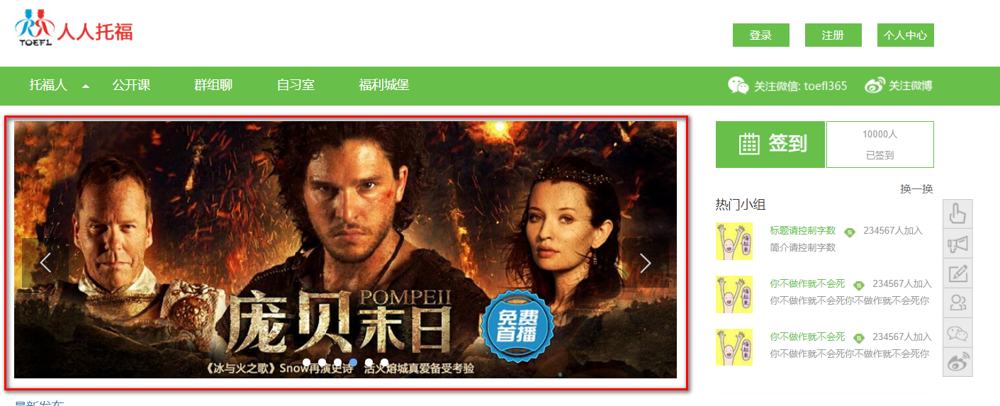 TOEFL
人人托福
登录
注册
个人中心
托福人
公开课
群组聊
自习室
福利城堡
关注微信: toefl365
关注微博
POMPEII
庞贝末日
免费
首播
《冰与火之歌》Snow再演史诗 活火熔城真爱备受考验
签到
10000人
已签到
换一换
热门小组
标题请控制字数 5 234567人加入
简介请控制字数
你不做作就不会死 5 234567人加入
你不做作就不会死你不做作就不会死你
你不做作就不会死 5 234567人加入
你不做作就不会死你不做作就不会死你
最新发布